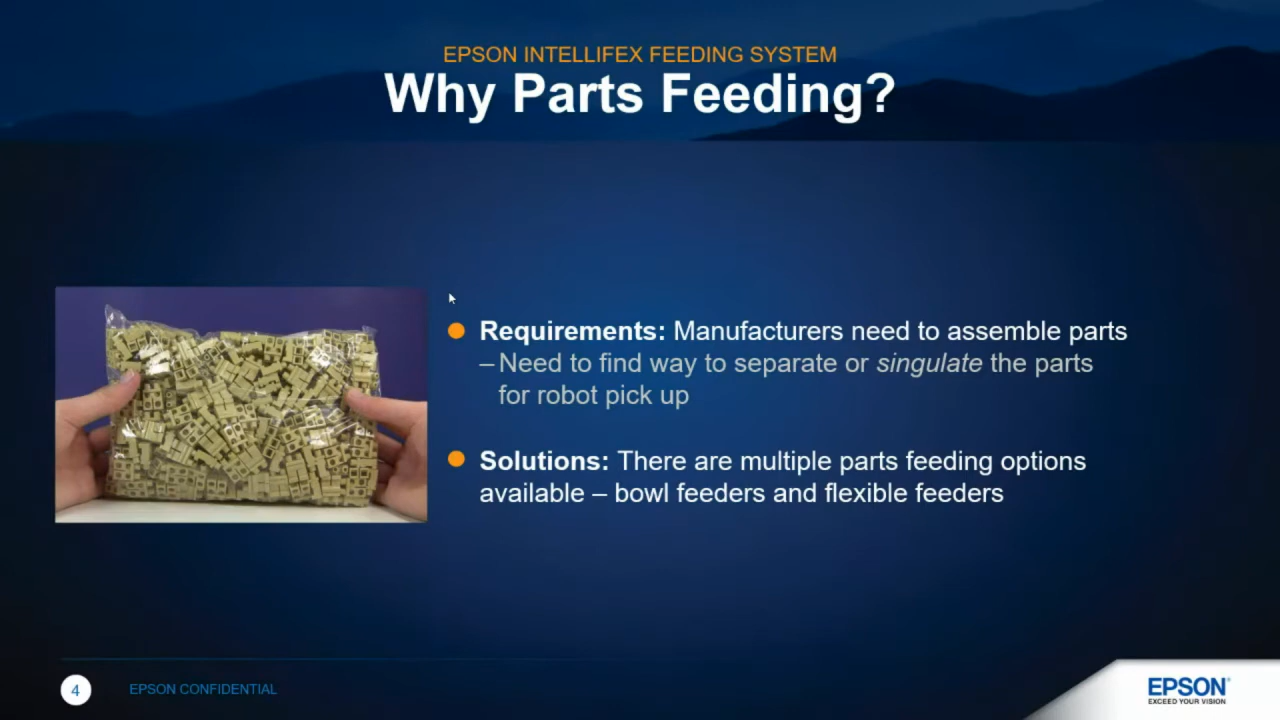 EPSON INTELLIFEX FEEDING SYSTEM
Why Parts Feeding?
Requirements: Manufacturers need to assemble parts
– Need to find way to separate or singulate the parts
for robot pick up
Solutions: There are multiple parts feeding options
available – bowl feeders and flexible feeders
4
EPSON CONFIDENTIAL
EPSON®
EXCEED YOUR VISION